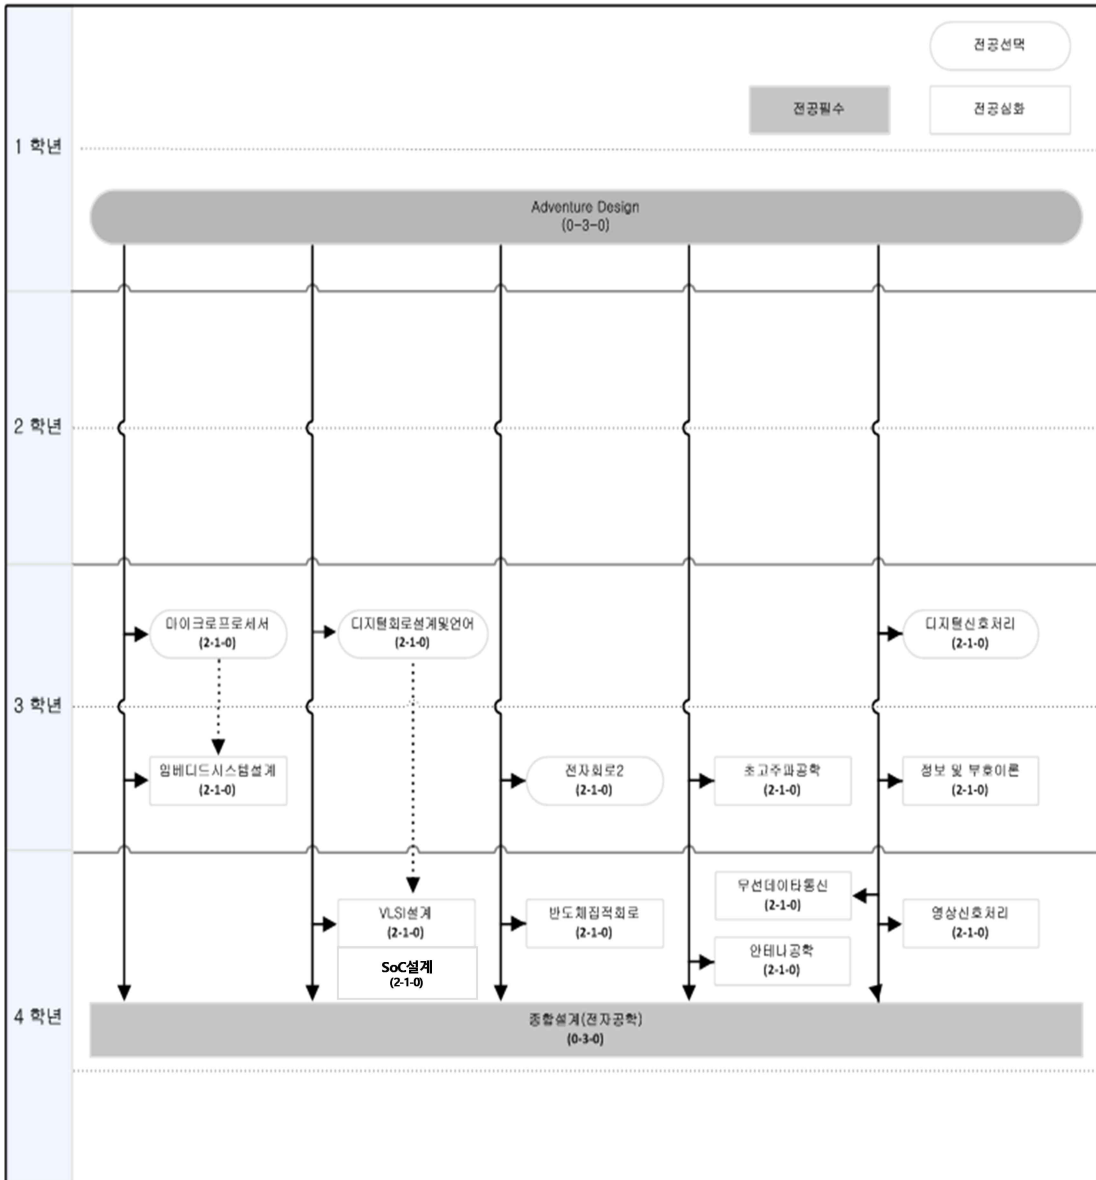 전공선택
전공필수
전공심화
1 학년
Adventure Design
(0-3-0)
2 학년
마이크로프로세서
(2-1-0)
디지털회로설계및언어
(2-1-0)
디지털신호처리
(2-1-0)
3 학년
임베디드시스템설계
(2-1-0)
전자회로2
(2-1-0)
초고주파공학
(2-1-0)
정보 및 부호이론
(2-1-0)
VLSI설계
(2-1-0)
SoC설계
(2-1-0)
반도체집적회로
(2-1-0)
무선데이타통신
(2-1-0)
안테나공학
(2-1-0)
영상신호처리
(2-1-0)
4 학년
종합설계(전자공학)
(0-3-0)